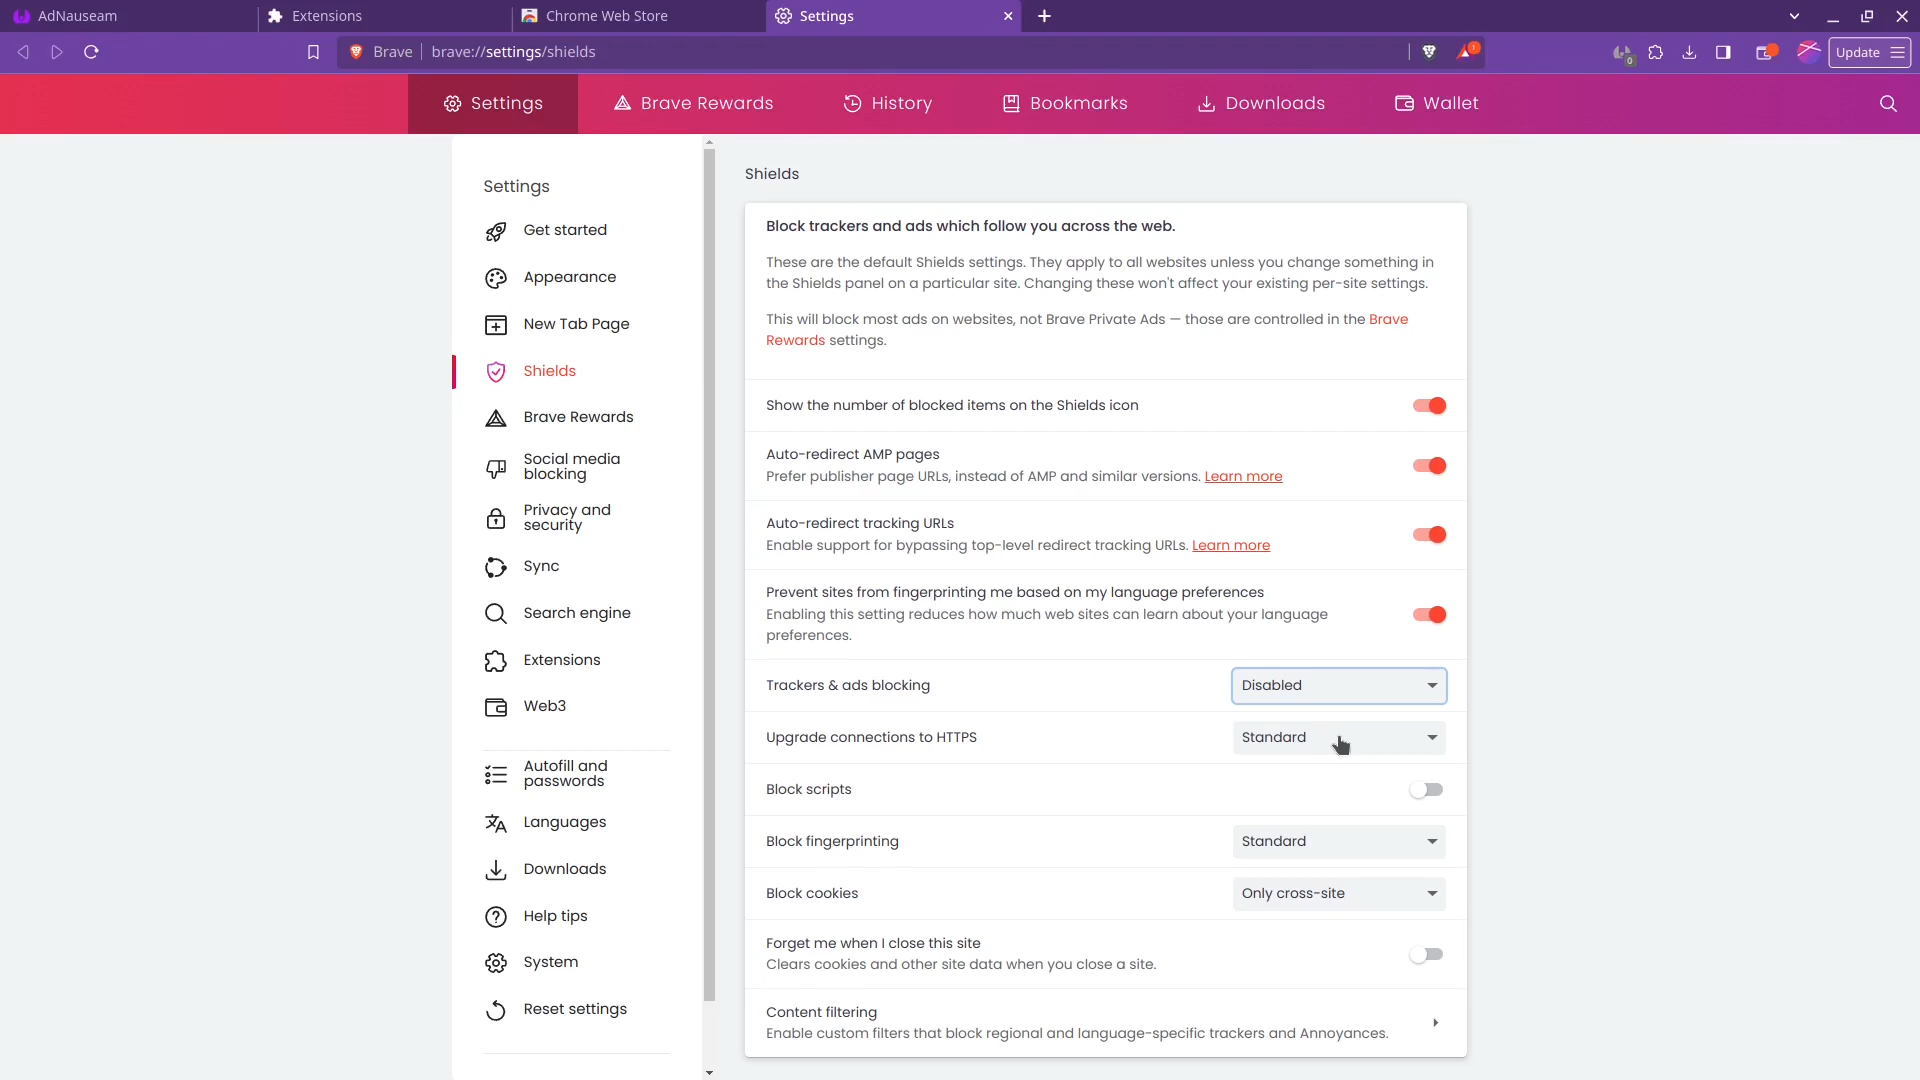 AdNauseam
Extensions
Chrome Web Store
Settings
Brave
brave://settings/shields
1
0
Update
Settings
Brave Rewards
History
Bookmarks
Downloads
Wallet
Settings
Get started
Appearance
New Tab Page
Shields
Brave Rewards
Social media
blocking
Privacy and
security
Sync
Search engine
Extensions
Web3
Autofill and
passwords
Languages
Downloads
Help tips
System
Reset settings
Shields
Block trackers and ads which follow you across the web.
These are the default Shields settings. They apply to all websites unless you change something in
the Shields panel on a particular site. Changing these won't affect your existing per-site settings.
This will block most ads on websites, not Brave Private Ads — those are controlled in the Brave
Rewards settings.
Show the number of blocked items on the Shields icon
Auto-redirect AMP pages
Prefer publisher page URLs, instead of AMP and similar versions. Learn more
Auto-redirect tracking URLs
Enable support for bypassing top-level redirect tracking URLs. Learn more
Prevent sites from fingerprinting me based on my language preferences
Enabling this setting reduces how much web sites can learn about your language
preferences.
Trackers & ads blocking
Disabled
Upgrade connections to HTTPS
Standard
Block scripts
Block fingerprinting
Standard
Block cookies
Only cross-site
Forget me when I close this site
Clears cookies and other site data when you close a site.
Content filtering
Enable custom filters that block regional and language-specific trackers and Annoyances.